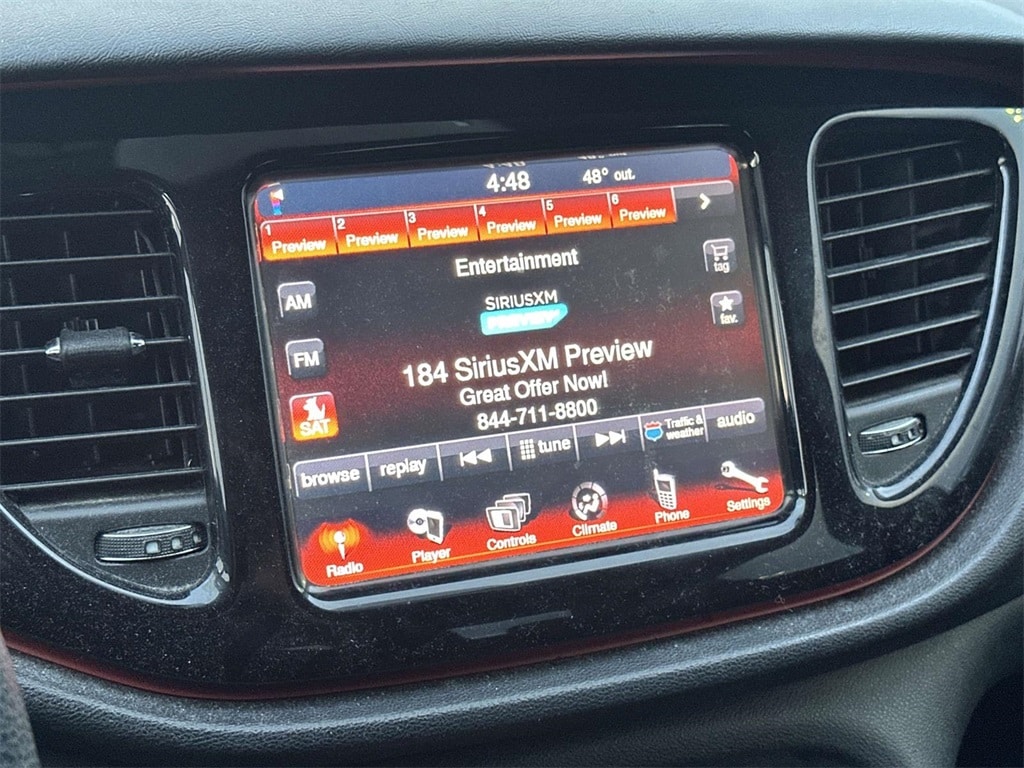 4:48 48° out.
1 Preview 2 Preview 3 Preview 4 Preview 5 Preview 6 Preview
Entertainment
tag
AM
SIRIUSXM
PREVIEW
fav.
FM
184 SiriusXM Preview
Great Offer Now!
844-711-8800
SAT
browse replay tune Traffic & weather audio
Radio Player Controls Climate Phone Settings